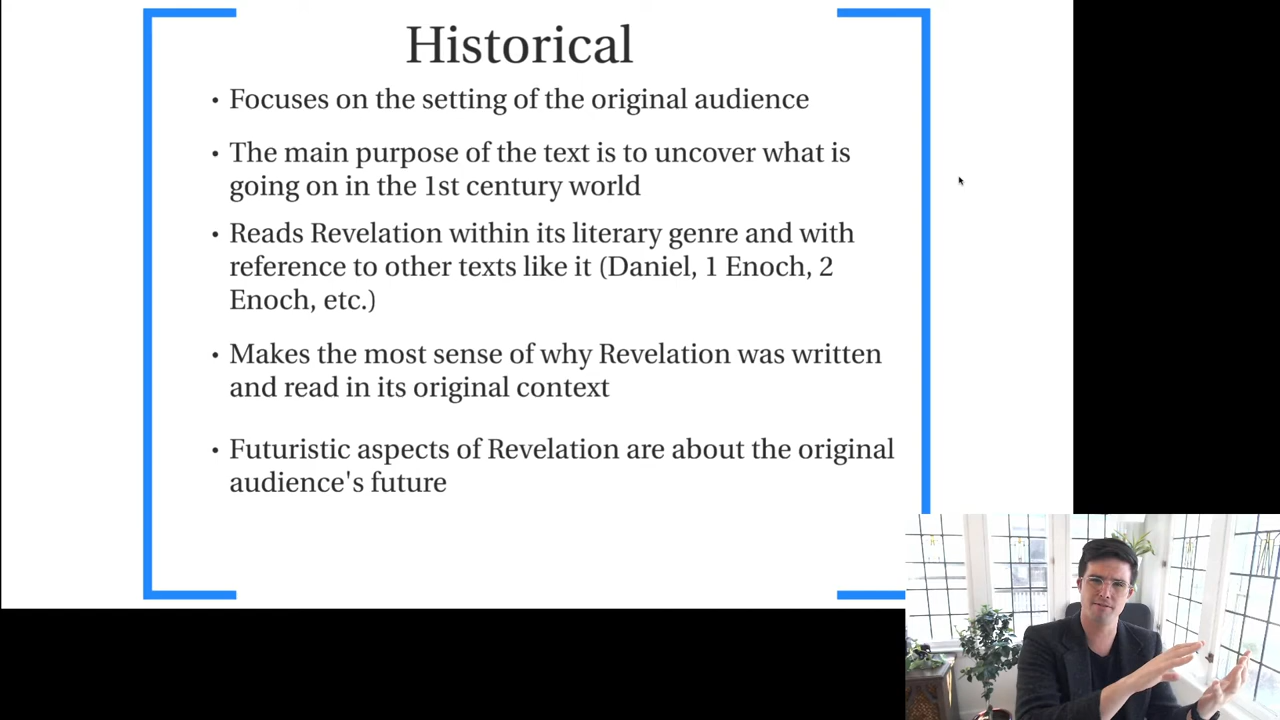 Historical
• Focuses on the setting of the original audience
• The main purpose of the text is to uncover what is
going on in the 1st century world
• Reads Revelation within its literary genre and with
reference to other texts like it (Daniel, 1 Enoch, 2
Enoch, etc.)
• Makes the most sense of why Revelation was written
and read in its original context
• Futuristic aspects of Revelation are about the original
audience's future